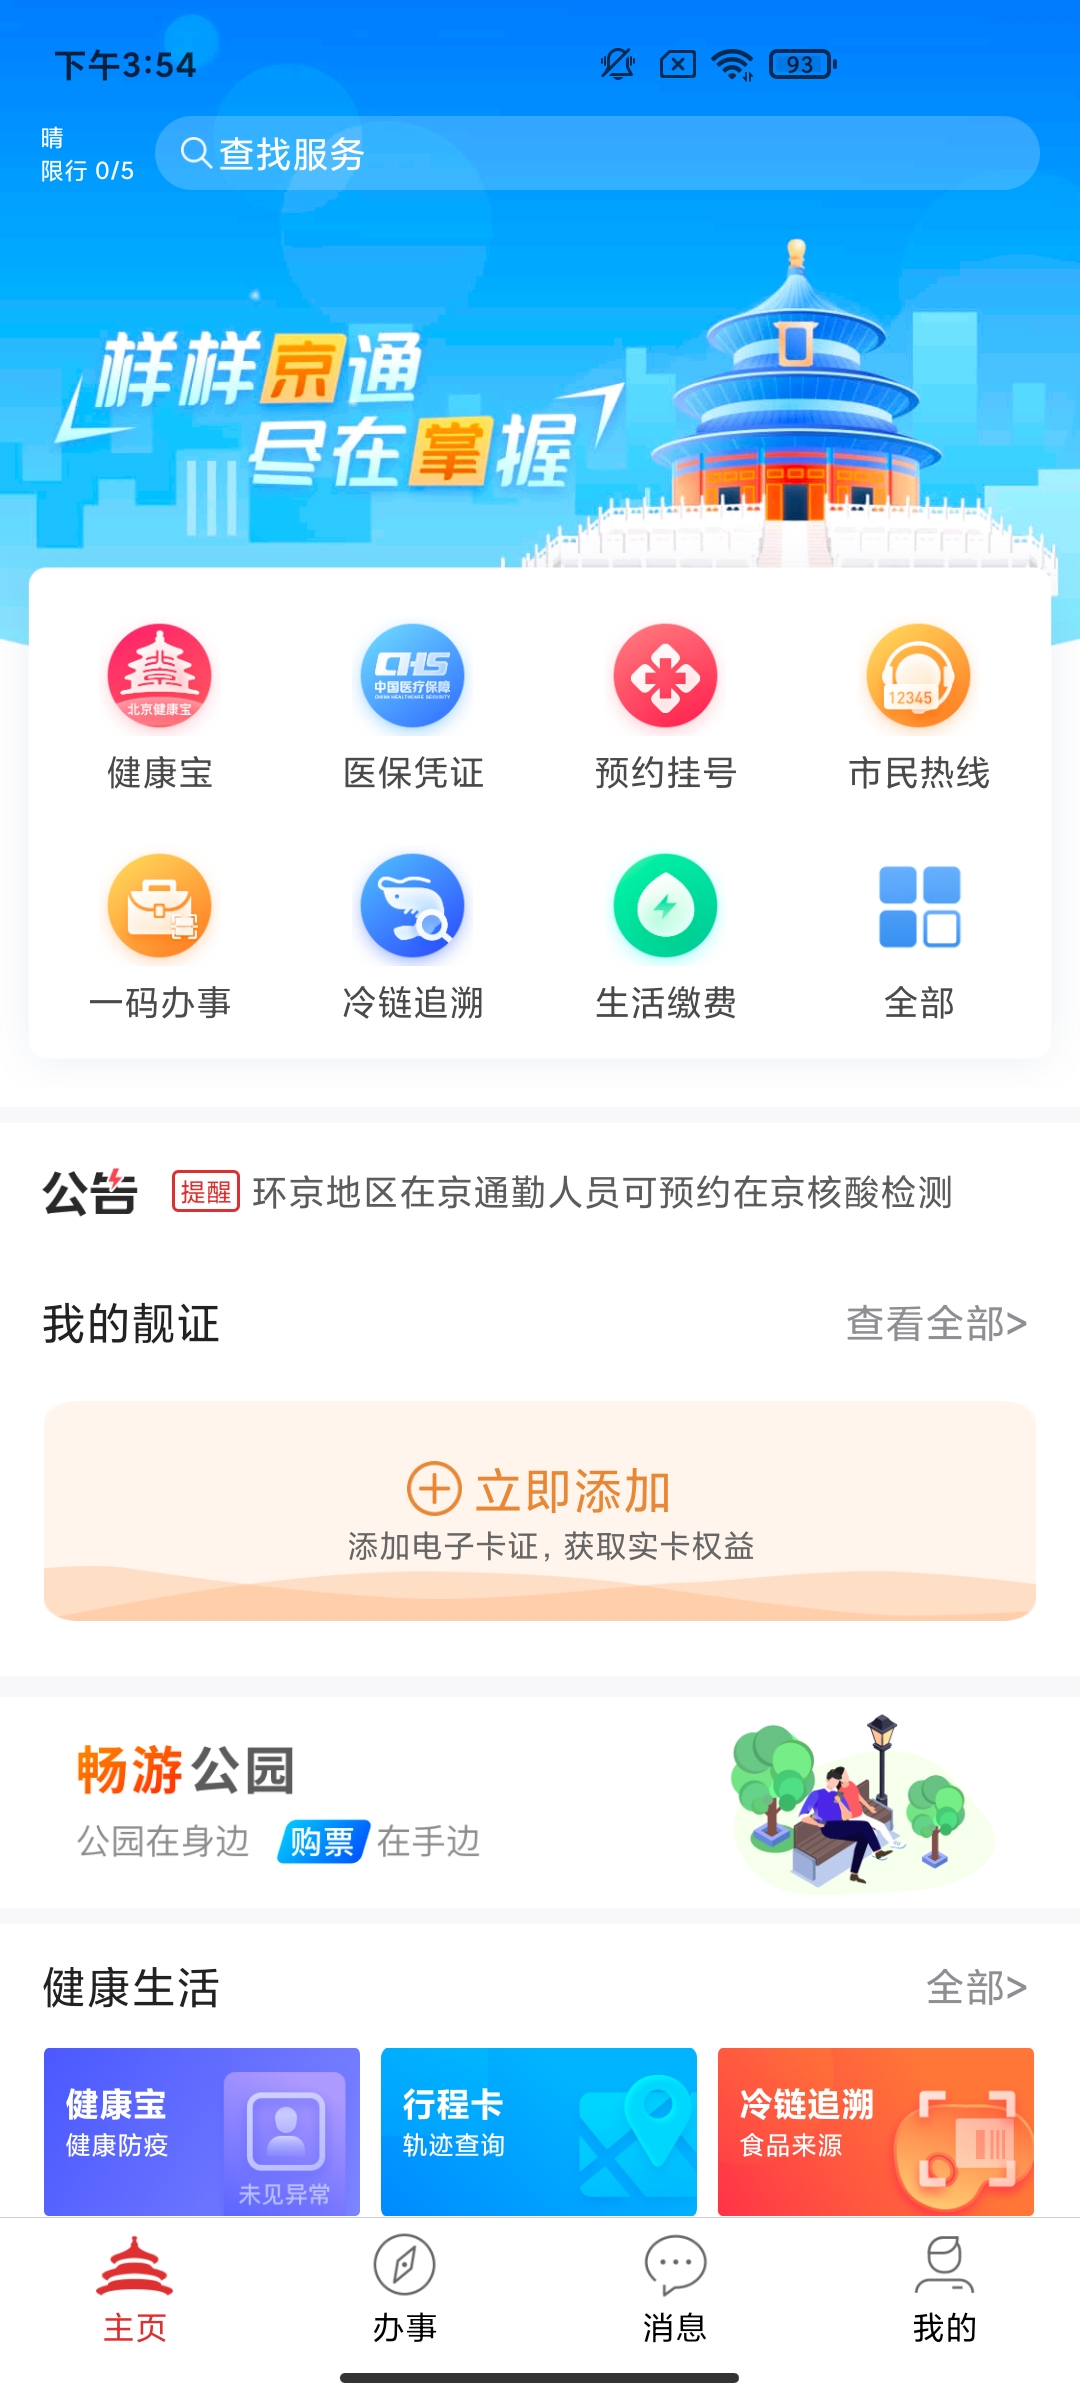 下午3:54
93
晴
限行 0/5
查找服务
样样京通
尽在掌握
北京健康宝
CHS
中国医疗保障
CHINA HEALTHCARE SECURITY
12345
健康宝
医保凭证
预约挂号
市民热线
一码办事
冷链追溯
生活缴费
全部
公告
提醒
环京地区在京通勤人员可预约在京核酸检测
我的靓证
查看全部>
立即添加
添加电子卡证，获取实卡权益
畅游公园
公园在身边 购票 在手边
健康生活
全部>
健康宝
健康防疫
未见异常
行程卡
轨迹查询
冷链追溯
食品来源
主页
办事
消息
我的